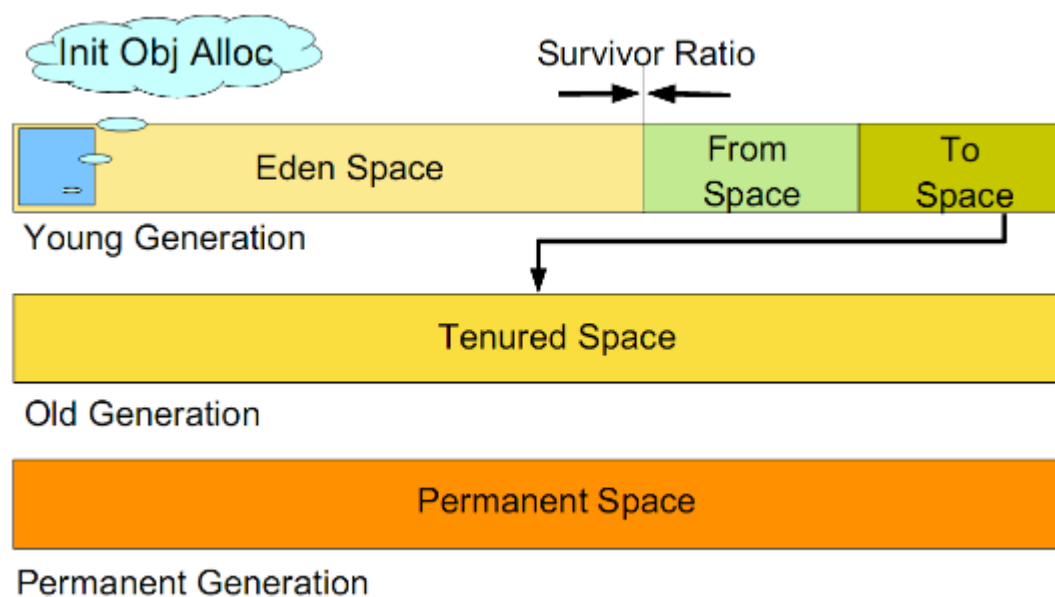 Init Obj Alloc
Survivor Ratio
Eden Space
From
Space
To
Space
Young Generation
Tenured Space
Old Generation
Permanent Space
Permanent Generation